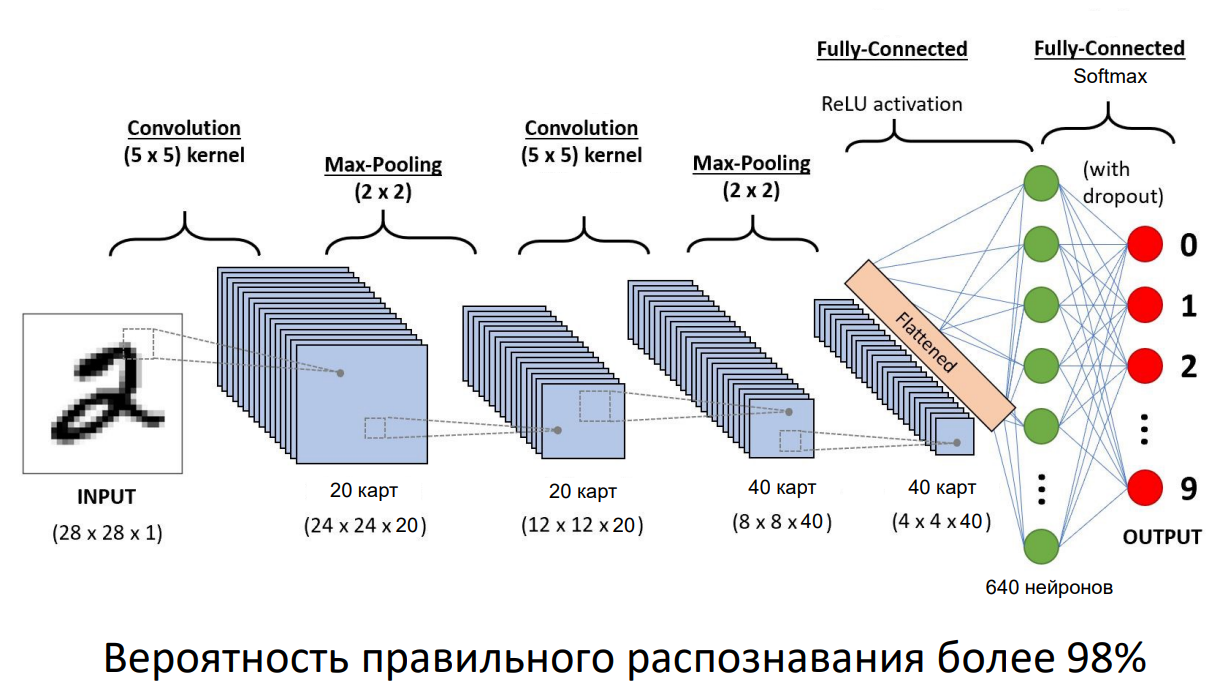 Fully-Connected
ReLU activation
Fully-Connected
Softmax
(with
dropout)
Convolution
(5 x 5) kernel
Max-Pooling
(2 x 2)
Convolution
(5 x 5) kernel
Max-Pooling
(2 x 2)
Flattened
0
1
2
9
OUTPUT
INPUT
(28 x 28 x 1)
20 карт
(24 x 24 x 20)
20 карт
(12 x 12 x 20)
40 карт
(8 x 8 x 40)
40 карт
(4 x 4 x 40)
640 нейронов
Вероятность правильного распознавания более 98%